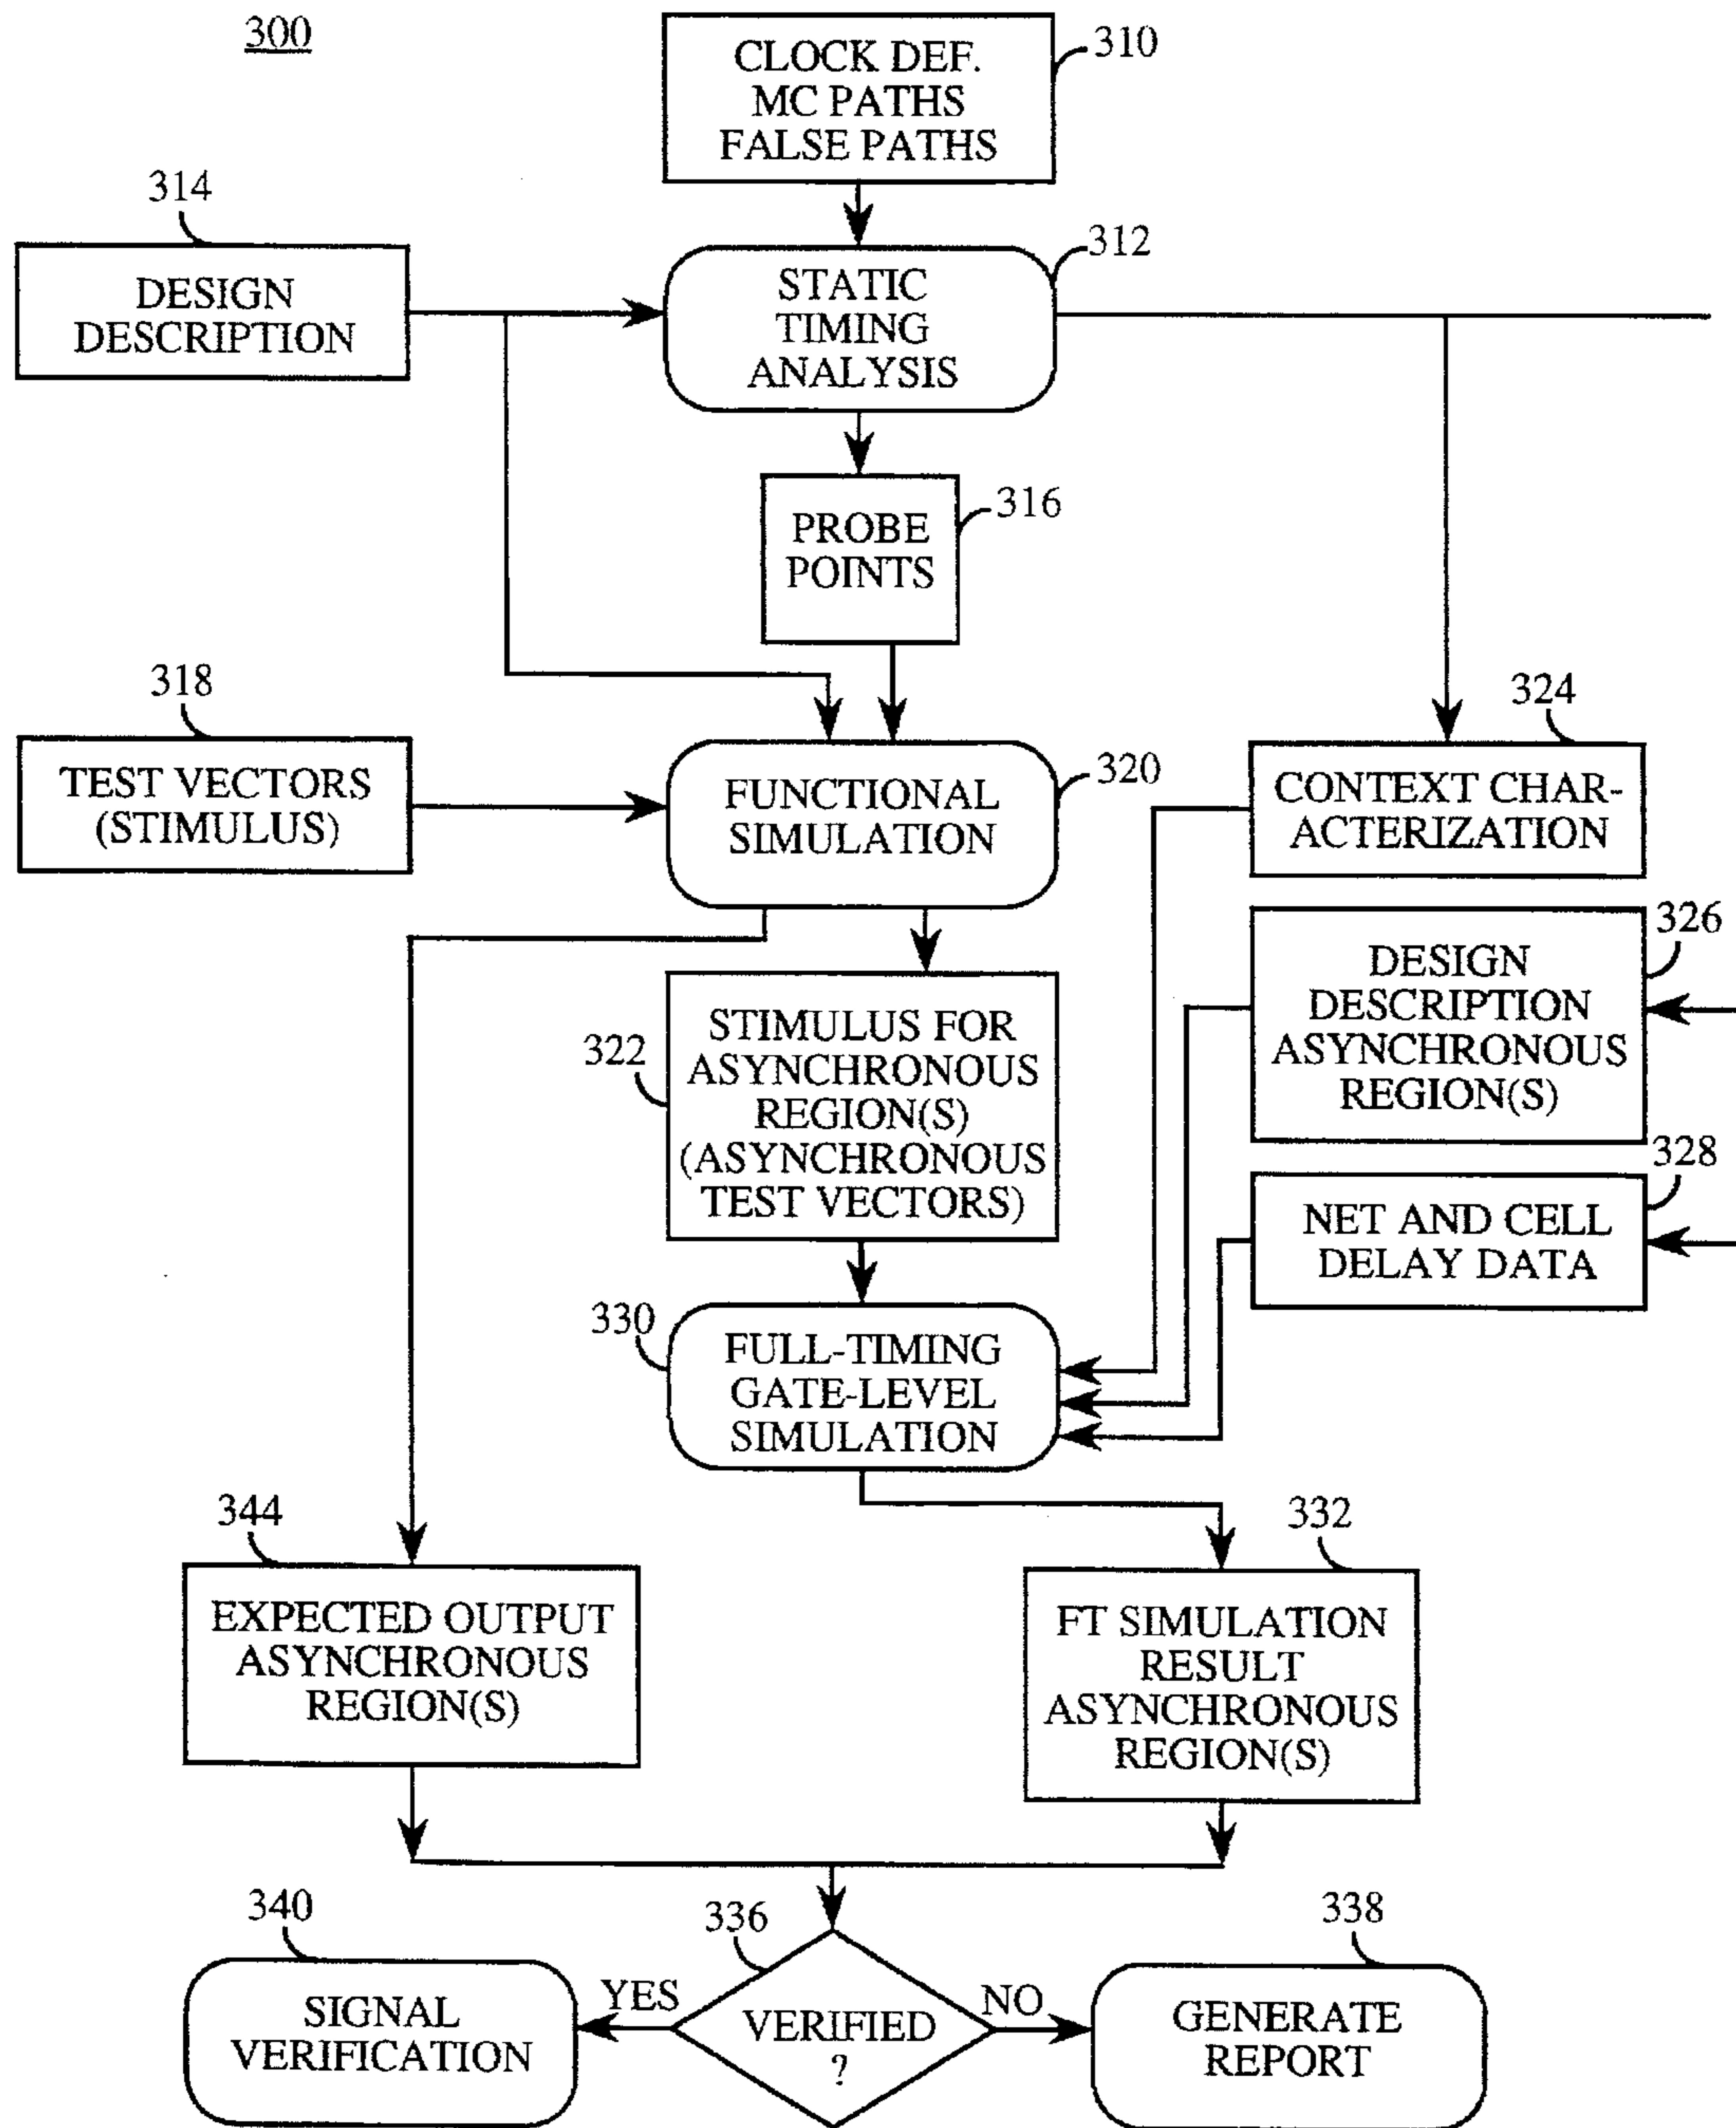 300
CLOCK DEF.
MC PATHS
FALSE PATHS
310
314
DESIGN
DESCRIPTION
STATIC
TIMING
ANALYSIS
312
PROBE
POINTS
316
318
TEST VECTORS
(STIMULUS)
FUNCTIONAL
SIMULATION
320
324
CONTEXT CHAR-
ACTERIZATION
326
DESIGN
DESCRIPTION
ASYNCHRONOUS
REGION(S)
322
STIMULUS FOR
ASYNCHRONOUS
REGION(S)
(ASYNCHRONOUS
TEST VECTORS)
328
NET AND CELL
DELAY DATA
330
FULL-TIMING
GATE-LEVEL
SIMULATION
344
EXPECTED OUTPUT
ASYNCHRONOUS
REGION(S)
332
FT SIMULATION
RESULT
ASYNCHRONOUS
REGION(S)
340
SIGNAL
VERIFICATION
YES
336
VERIFIED
?
NO
338
GENERATE
REPORT